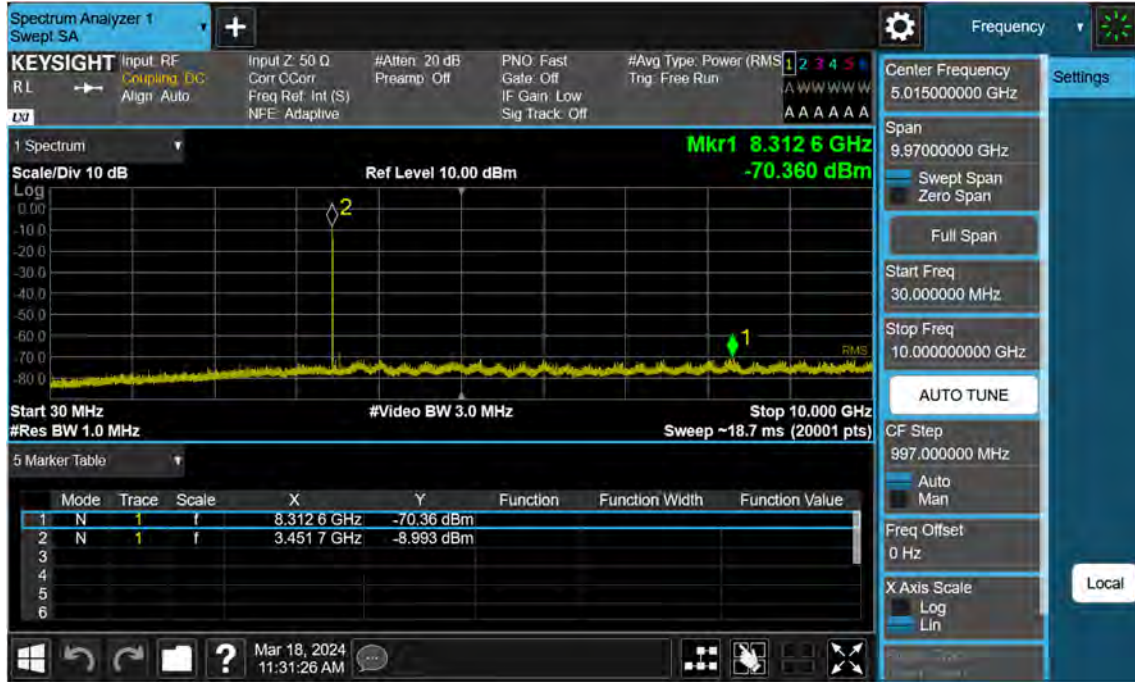 Spectrum Analyzer 1
Swept SA
Frequency
KEYSIGHT
RL
LXI
Input: RF
Coupling: DC
Align: Auto
Input Z: 50 Ω
Corr CCorr
Freq Ref: Int (S)
NFE: Adaptive
#Atten: 20 dB
Preamp: Off
PNO: Fast
Gate: Off
IF Gain: Low
Sig Track: Off
#Avg Type: Power (RMS
Trig: Free Run
1 2 3 4 5 6
A W W W W W
A A A A A A
1 Spectrum
Mkr1 8.312 6 GHz
Scale/Div 10 dB
Ref Level 10.00 dBm
-70.360 dBm
Log
0.00
-10.0
-20.0
-30.0
-40.0
-50.0
-60.0
-70.0
-80.0
2
1
RMS
Start 30 MHz
#Video BW 3.0 MHz
Stop 10.000 GHz
#Res BW 1.0 MHz
Sweep ~18.7 ms (20001 pts)
5 Marker Table
Mode Trace Scale X Y Function Function Width Function Value
1 N 1 f 8.312 6 GHz -70.36 dBm
2 N 1 f 3.451 7 GHz -8.993 dBm
3
4
5
6
Mar 18, 2024
11:31:26 AM
?
Center Frequency
5.015000000 GHz
Settings
Span
9.97000000 GHz
Swept Span
Zero Span
Full Span
Start Freq
30.000000 MHz
Stop Freq
10.000000000 GHz
AUTO TUNE
CF Step
997.000000 MHz
Auto
Man
Freq Offset
0 Hz
X Axis Scale
Log
Lin
Local